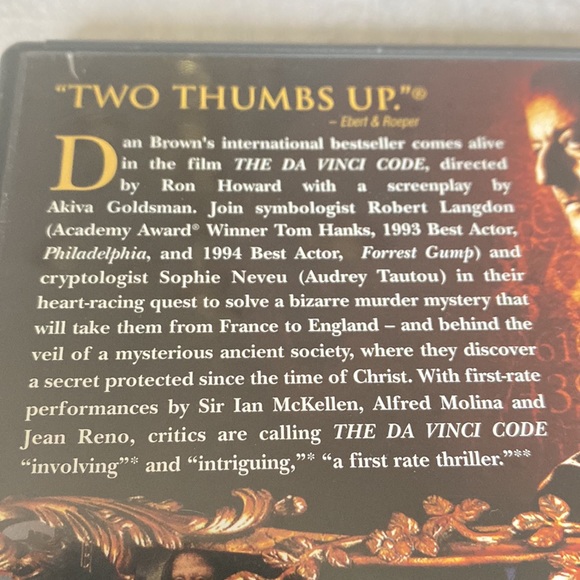 “TWO THUMBS UP.”®
– Ebert & Roeper
Dan Brown's international bestseller comes alive
in the film THE DA VINCI CODE, directed
by Ron Howard with a screenplay by
Akiva Goldsman. Join symbologist Robert Langdon
(Academy Award® Winner Tom Hanks, 1993 Best Actor,
Philadelphia, and 1994 Best Actor, Forrest Gump) and
cryptologist Sophie Neveu (Audrey Tautou) in their
heart-racing quest to solve a bizarre murder mystery that
will take them from France to England – and behind the
veil of a mysterious ancient society, where they discover
a secret protected since the time of Christ. With first-rate
performances by Sir Ian McKellen, Alfred Molina and
Jean Reno, critics are calling THE DA VINCI CODE
“involving”* and “intriguing,”* “a first rate thriller.”**